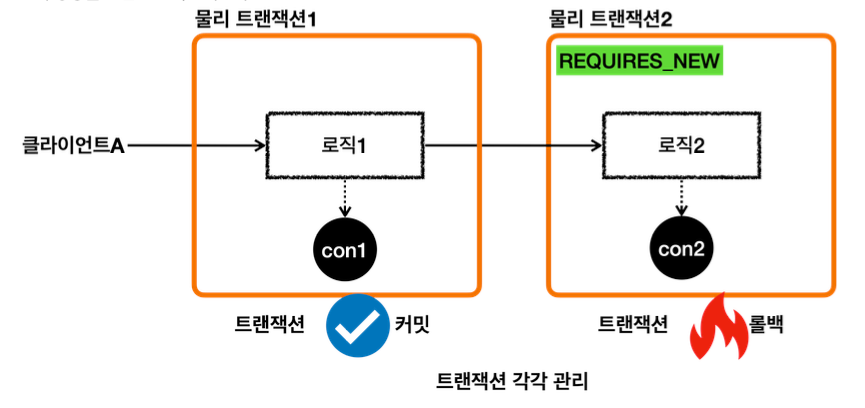 물리 트랜잭션1
물리 트랜잭션2
REQUIRES_NEW
클라이언트A
로직1
로직2
con1
con2
트랜잭션 커밋
트랜잭션 롤백
트랜잭션 각각 관리